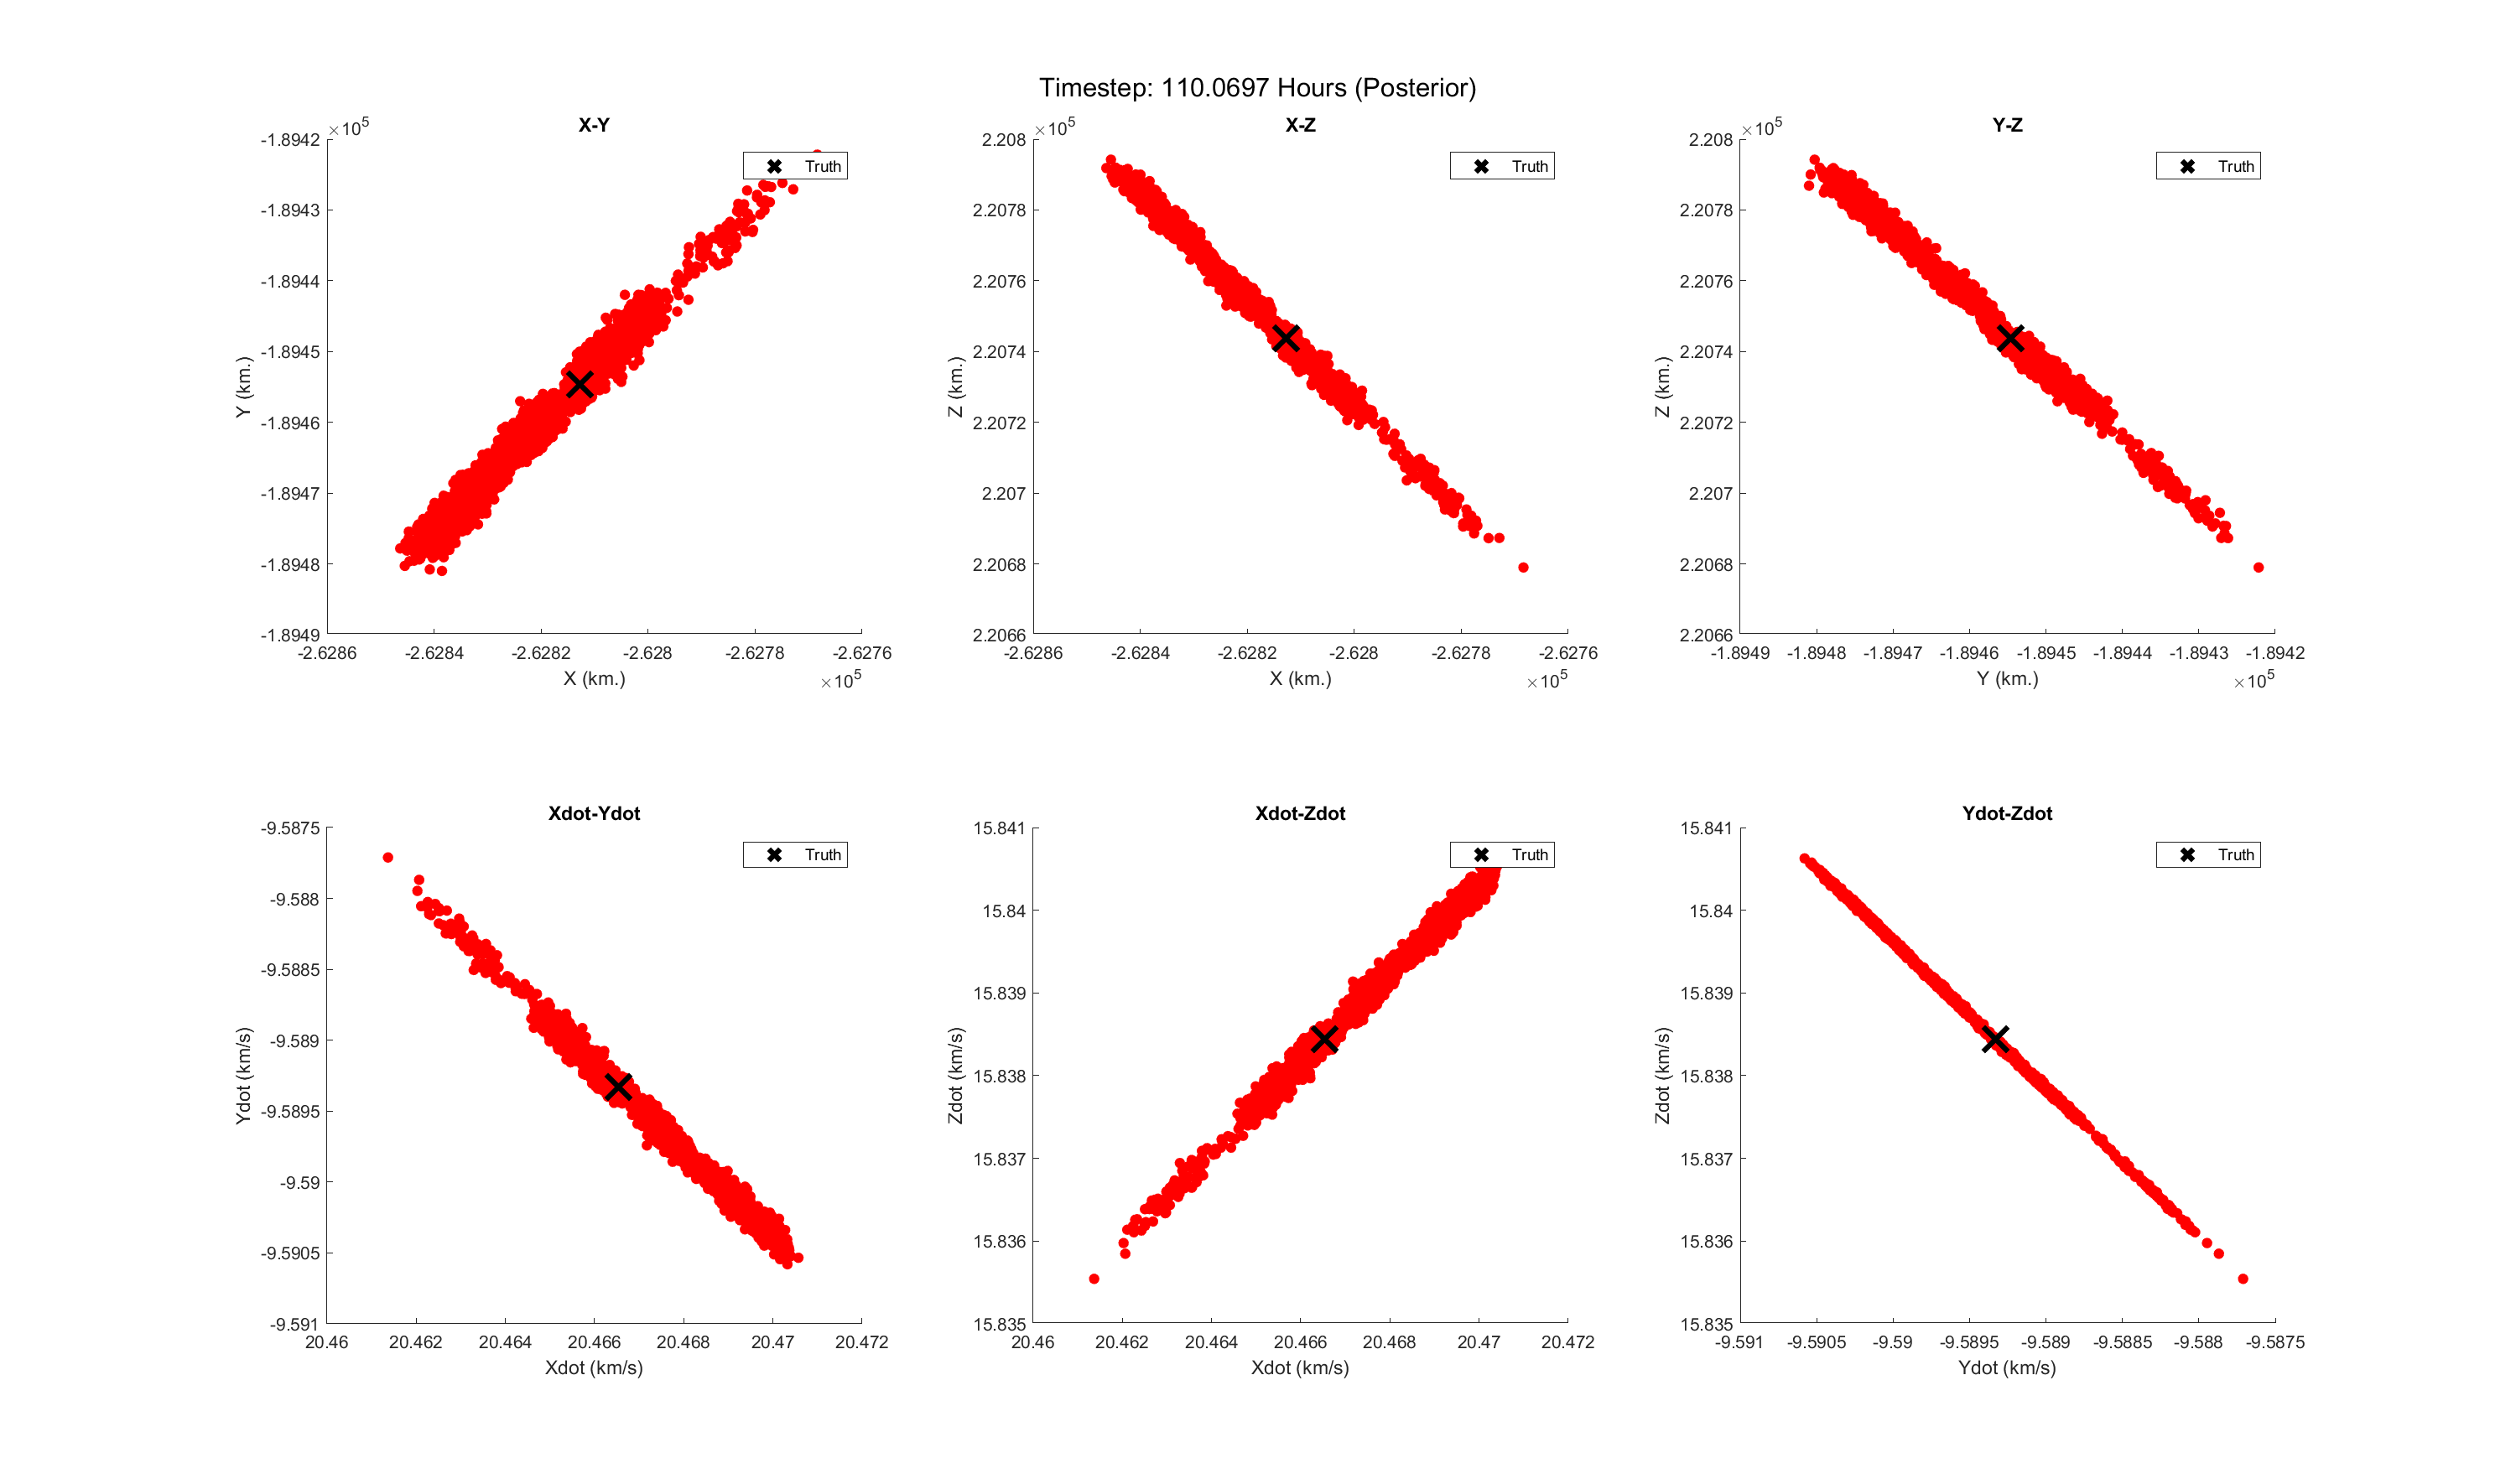 Timestep: 110.0697 Hours (Posterior)
X-Y
×10^5
-1.8942
-1.8943
-1.8944
-1.8945
-1.8946
-1.8947
-1.8948
-1.8949
Y (km.)
Truth
-2.6286 -2.6284 -2.6282 -2.628 -2.6278 -2.6276
X (km.)
×10^5
X-Z
×10^5
2.208
2.2078
2.2076
2.2074
2.2072
2.207
2.2068
2.2066
Z (km.)
Truth
-2.6286 -2.6284 -2.6282 -2.628 -2.6278 -2.6276
X (km.)
×10^5
Y-Z
×10^5
2.208
2.2078
2.2076
2.2074
2.2072
2.207
2.2068
2.2066
Z (km.)
Truth
-1.8949 -1.8948 -1.8947 -1.8946 -1.8945 -1.8944 -1.8943 -1.8942
Y (km.)
×10^5
Xdot-Ydot
-9.5875
-9.588
-9.5885
-9.589
-9.5895
-9.59
-9.5905
-9.591
Ydot (km/s)
Truth
20.46 20.462 20.464 20.466 20.468 20.47 20.472
Xdot (km/s)
Xdot-Zdot
15.841
15.84
15.839
15.838
15.837
15.836
15.835
Zdot (km/s)
Truth
20.46 20.462 20.464 20.466 20.468 20.47 20.472
Xdot (km/s)
Ydot-Zdot
15.841
15.84
15.839
15.838
15.837
15.836
15.835
Zdot (km/s)
Truth
-9.591 -9.5905 -9.59 -9.5895 -9.589 -9.5885 -9.588 -9.5875
Ydot (km/s)